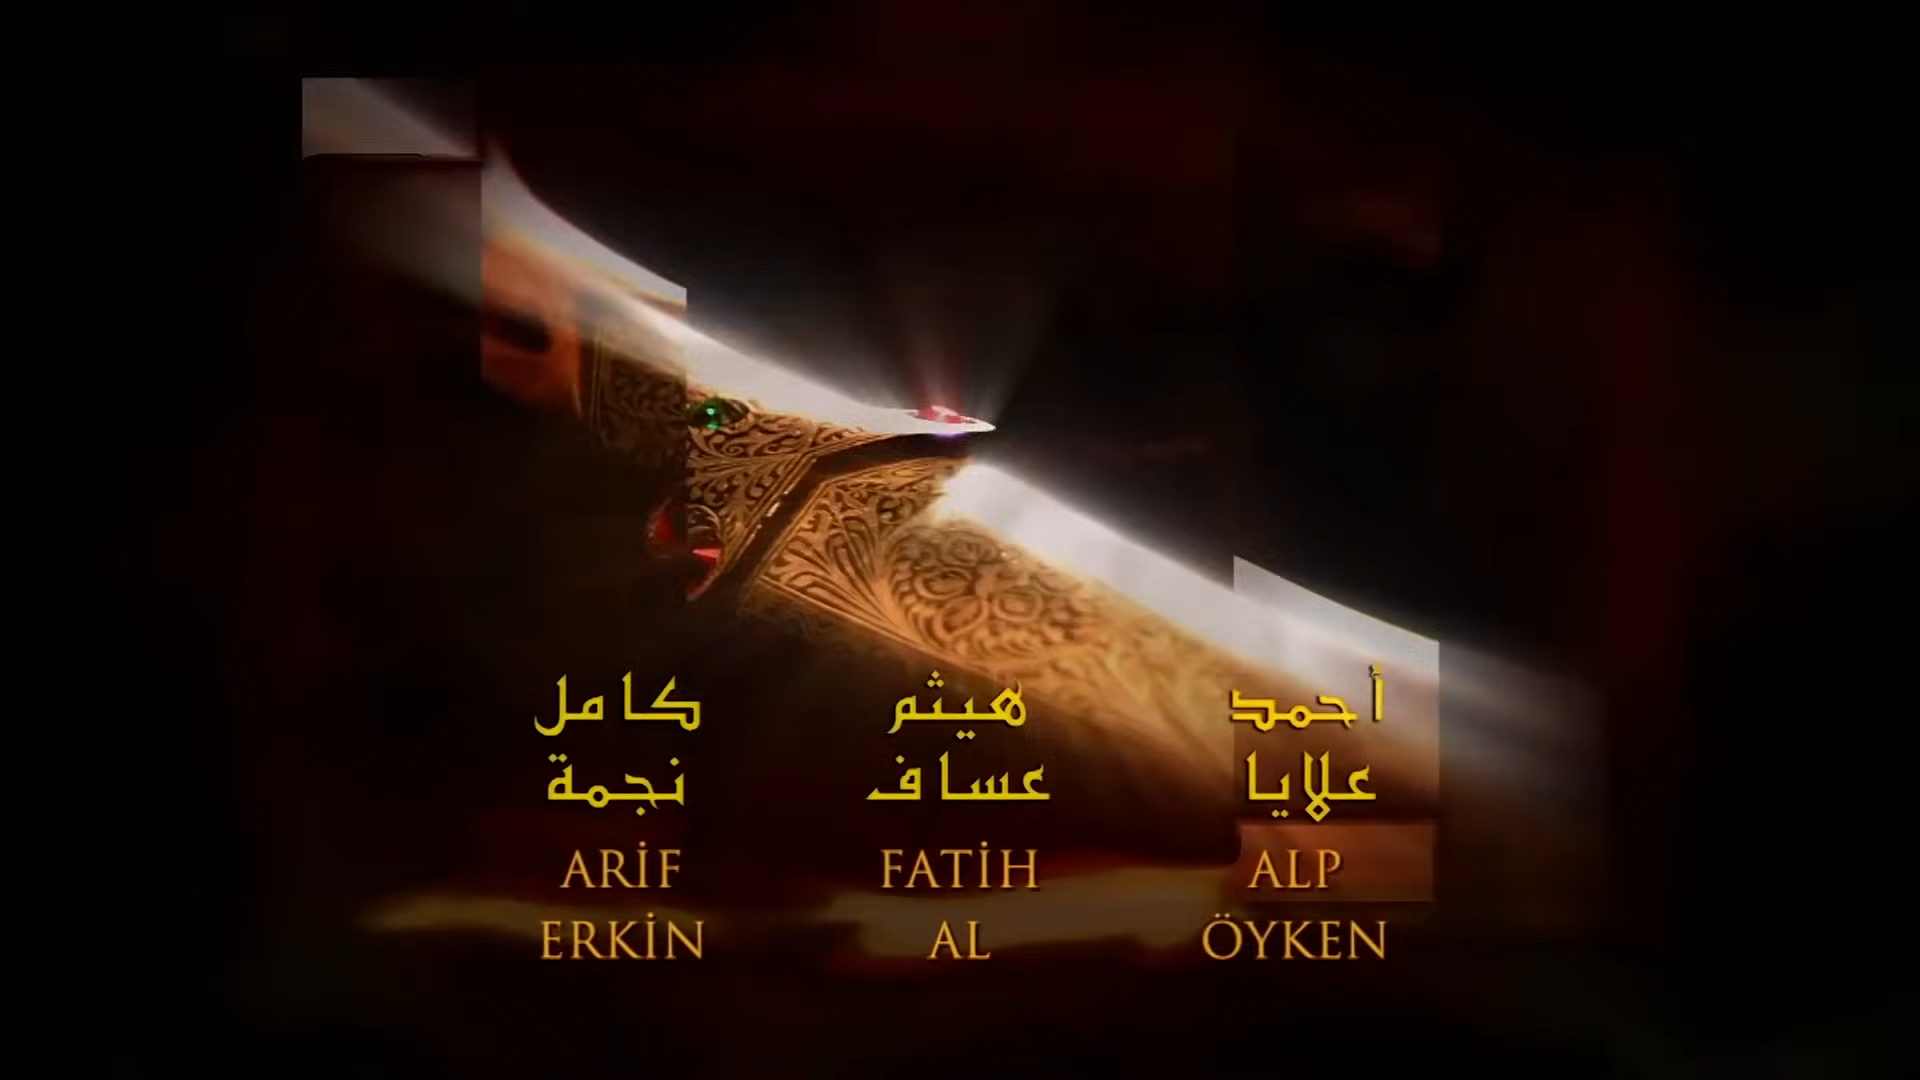 كامل
نجمة
ARİF
ERKİN
هيثم
عساف
FATİH
AL
أحمد
علايا
ALP
ÖYKEN